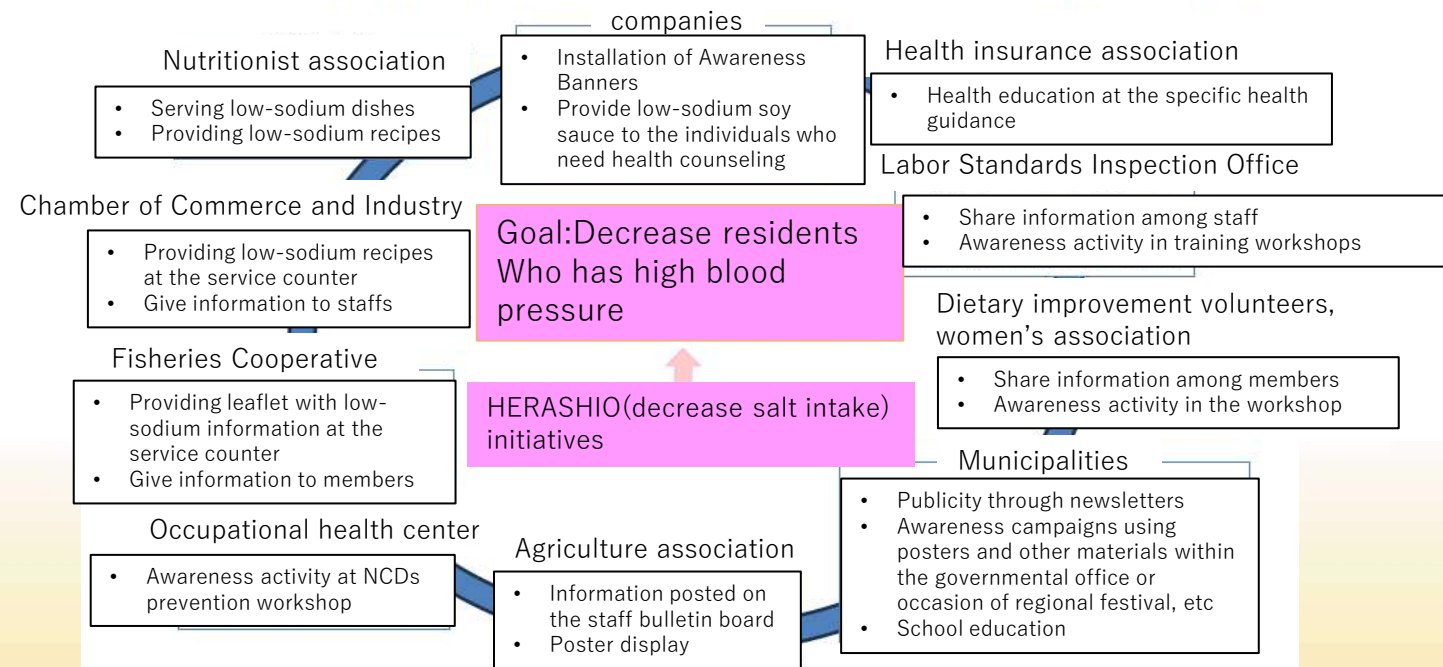 companies
• Installation of Awareness
Banners
• Provide low-sodium soy
sauce to the individuals who
need health counseling
Health insurance association
• Health education at the specific health
guidance
Labor Standards Inspection Office
• Share information among staff
• Awareness activity in training workshops
Dietary improvement volunteers,
women’s association
• Share information among members
• Awareness activity in the workshop
Municipalities
• Publicity through newsletters
• Awareness campaigns using
posters and other materials within
the governmental office or
occasion of regional festival, etc
• School education
Agriculture association
• Information posted on
the staff bulletin board
• Poster display
Occupational health center
• Awareness activity at NCDs
prevention workshop
Fisheries Cooperative
• Providing leaflet with low-
sodium information at the
service counter
• Give information to members
Chamber of Commerce and Industry
• Providing low-sodium recipes
at the service counter
• Give information to staffs
Nutritionist association
• Serving low-sodium dishes
• Providing low-sodium recipes
Goal:Decrease residents
Who has high blood
pressure
HERASHIO(decrease salt intake)
initiatives